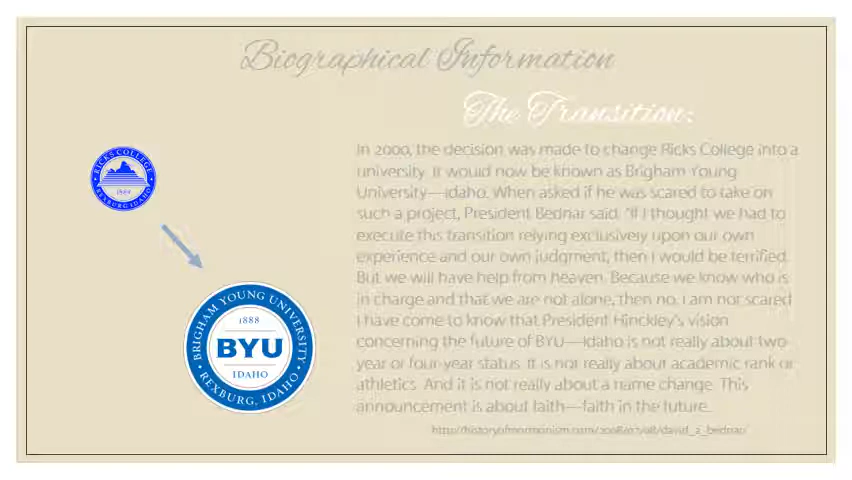 Biographical Information
The Transition:
In 2000, the decision was made to change Ricks College into a
university. It would now be known as Brigham Young
University—Idaho. When asked if he was scared to take on
such a project, President Bednar said, "If I thought we had to
execute this transition relying exclusively upon our own
experience and our own judgment, then I would be terrified.
But we will have help from heaven. Because we know who is
in charge and that we are not alone, then no, I am not scared
I have come to know that President Hinckley's vision
concerning the future of BYU—Idaho is not really about two-
year or four-year status. It is not really about academic rank or
athletics. And it is not really about a name change. This
announcement is about faith—faith in the future.
RICKS COLLEGE
REXBURG IDAHO
BRIGHAM YOUNG UNIVERSITY
1888
BYU
IDAHO
REXBURG, IDAHO